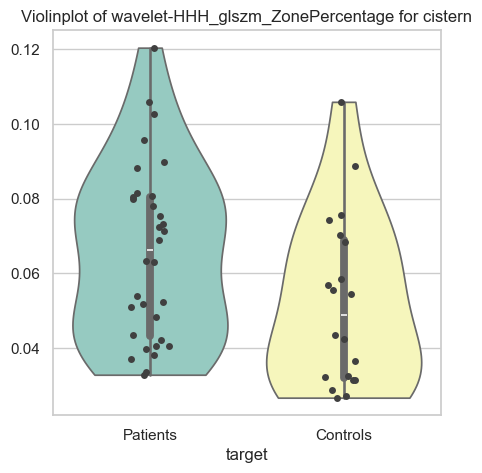 Violinplot of wavelet-HHH_glszm_ZonePercentage for cistern
0.12
0.10
0.08
0.06
0.04
Patients Controls
target